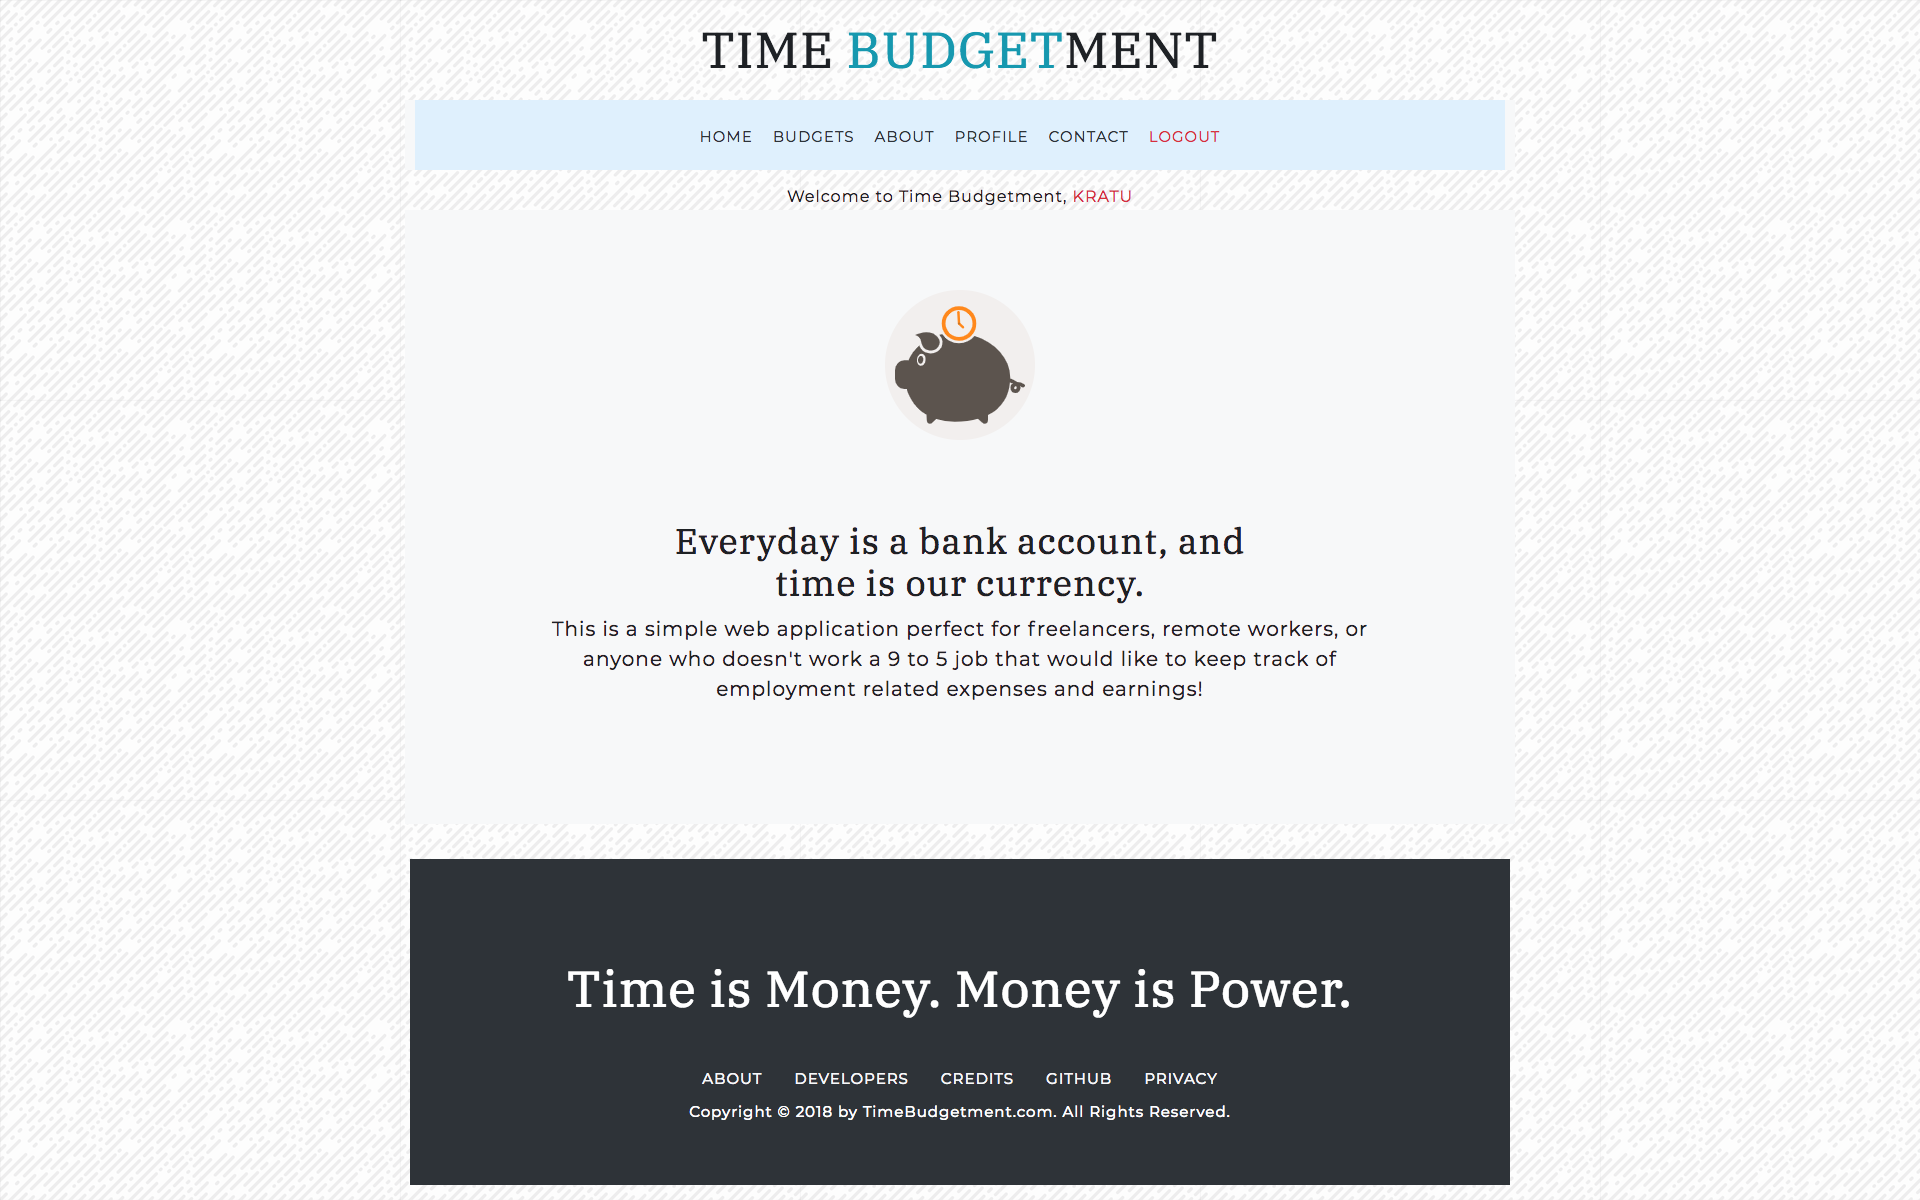 TIME BUDGETMENT
HOME BUDGETS ABOUT PROFILE CONTACT LOGOUT
Welcome to Time Budgetment, KRATU
Everyday is a bank account, and
time is our currency.
This is a simple web application perfect for freelancers, remote workers, or
anyone who doesn't work a 9 to 5 job that would like to keep track of
employment related expenses and earnings!
Time is Money. Money is Power.
ABOUT DEVELOPERS CREDITS GITHUB PRIVACY
Copyright © 2018 by TimeBudgetment.com. All Rights Reserved.